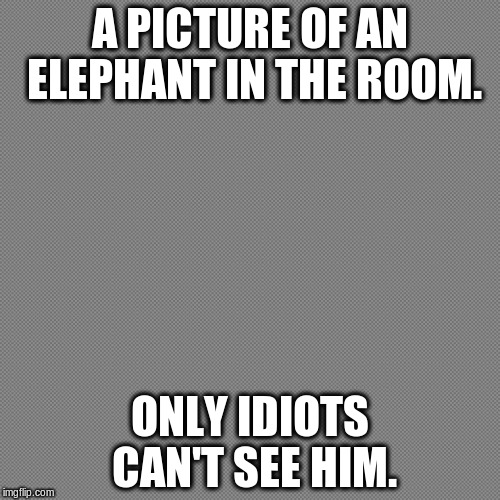 A PICTURE OF AN
ELEPHANT IN THE ROOM.
ONLY IDIOTS
CAN'T SEE HIM.
imgflip.com